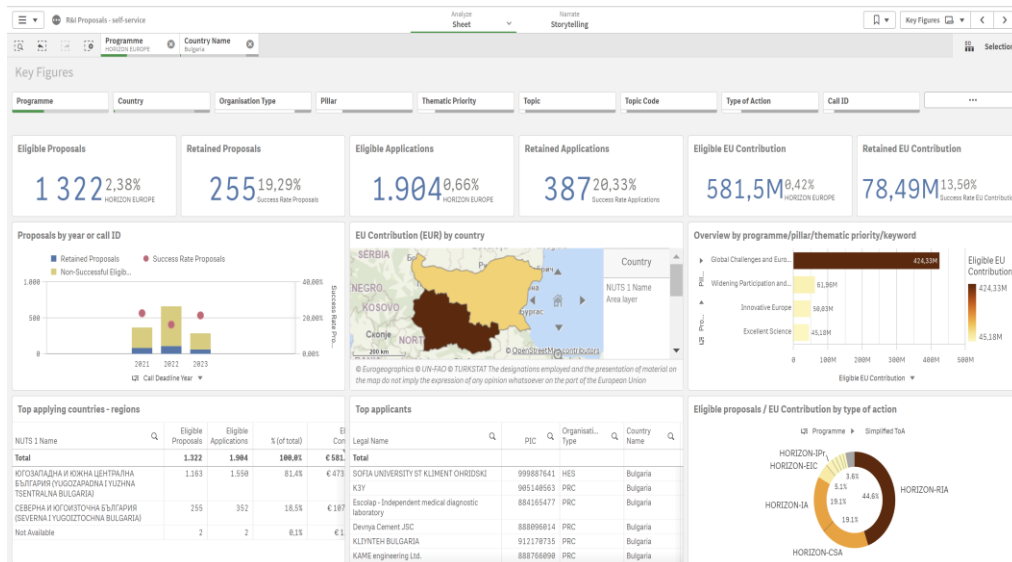 R&I Proposals - self-service
Analyze
Sheet
Narrate
Storytelling
Key Figures
Programme
HORIZON EUROPE
Country Name
Bulgaria
Selection
Key Figures
Programme
Country
Organisation Type
Pillar
Thematic Priority
Topic
Topic Code
Type of Action
Call ID
...
Eligible Proposals
1 322 2,38%
HORIZON EUROPE
Retained Proposals
255 19,29%
Success Rate Proposals
Eligible Applications
1.904 0,66%
HORIZON EUROPE
Retained Applications
387 20,33%
Success Rate Applications
Eligible EU Contribution
581,5M 0,42%
HORIZON EUROPE
Retained EU Contribution
78,49M 13,50%
Success Rate EU Contributio
Proposals by year or call ID
Retained Proposals
Success Rate Proposals
Non-Successful Eligib...
1.000
500
0
40,00%
20,00%
0,00%
Success Rate Pro...
2021 2022 2023
Call Deadline Year
EU Contribution (EUR) by country
SERBIA
NEGRO
KOSOVO
Скопје
NORT
Бургас
200 km
© OpenStreetMap contributors
Country
NUTS 1 Name
Area layer
© Eurogeographics © UN-FAO © TURKSTAT The designations employed and the presentation of material on
the map do not imply the expression of any opinion whatsoever on the part of the European Union
Overview by programme/pillar/thematic priority/keyword
Pil...
Pro...
Global Challenges and Euro...
424,33M
Widening Participation and...
61,96M
Innovative Europe
50,03M
Excellent Science
45,18M
0 100M 200M 300M 400M 500M
Eligible EU Contribution
Eligible EU
Contribution
424,33M
45,18M
Top applying countries - regions
NUTS 1 Name
Eligible
Proposals
Eligible
Applications
% (of total)
El
Con
Total 1.322 1.904 100,0% € 581.
ЮГОЗАПАДНА И ЮЖНА ЦЕНТРАЛНА
БЪЛГАРИЯ (YUGOZAPADNA I YUZHNA
TSENTRALNA BULGARIA)
1.163 1.550 81,4% € 473
СЕВЕРНА И ЮГОИЗТОЧНА БЪЛГАРИЯ
(SEVERNA I YUGOIZTOCHNA BULGARIA)
255 352 18,5% € 107
Not Available 2 2 0,1% € 1.
Top applicants
Legal Name
PIC
Organisati...
Type
Country
Name
Total
SOFIA UNIVERSITY ST KLIMENT OHRIDSKI 999887641 HES Bulgaria
K3Y 905140563 PRC Bulgaria
Escolap - Independent medical diagnostic
laboratory
884165477 PRC Bulgaria
Devnya Cement JSC 888096014 PRC Bulgaria
KLIYNTEH BULGARIA 912170735 PRC Bulgaria
KAME engineering Ltd. 888766090 PRC Bulgaria
Eligible proposals / EU Contribution by type of action
Programme
Simplified ToA
HORIZON-IPr
HORIZON-EIC
HORIZON-IA
HORIZON-CSA
HORIZON-RIA
3.6%
5.1%
19.1%
19.1%
44.6%